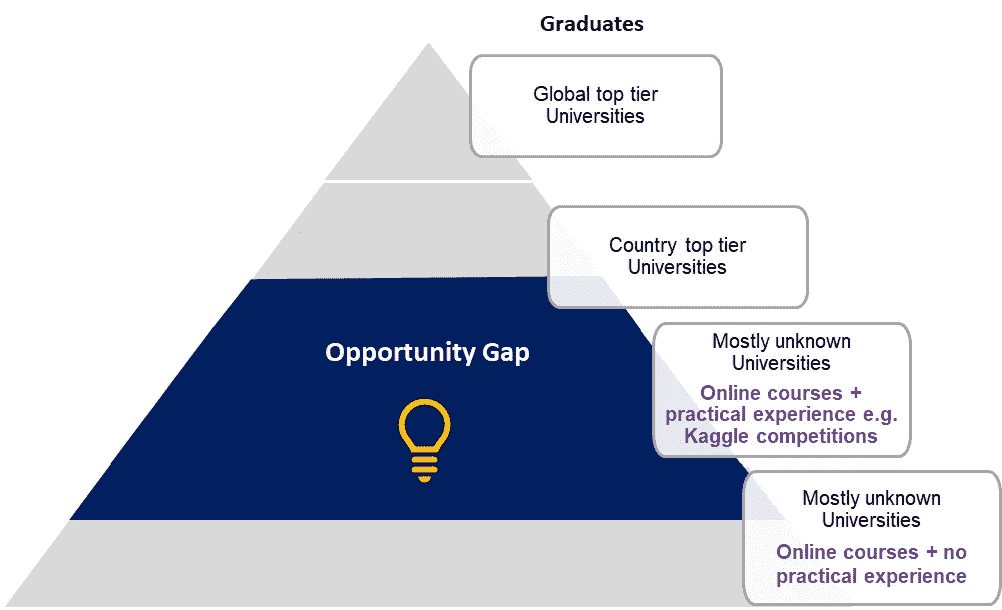 Graduates
Global top tier
Universities
Country top tier
Universities
Opportunity Gap
Mostly unknown
Universities
Online courses +
practical experience e.g.
Kaggle competitions
Mostly unknown
Universities
Online courses + no
practical experience